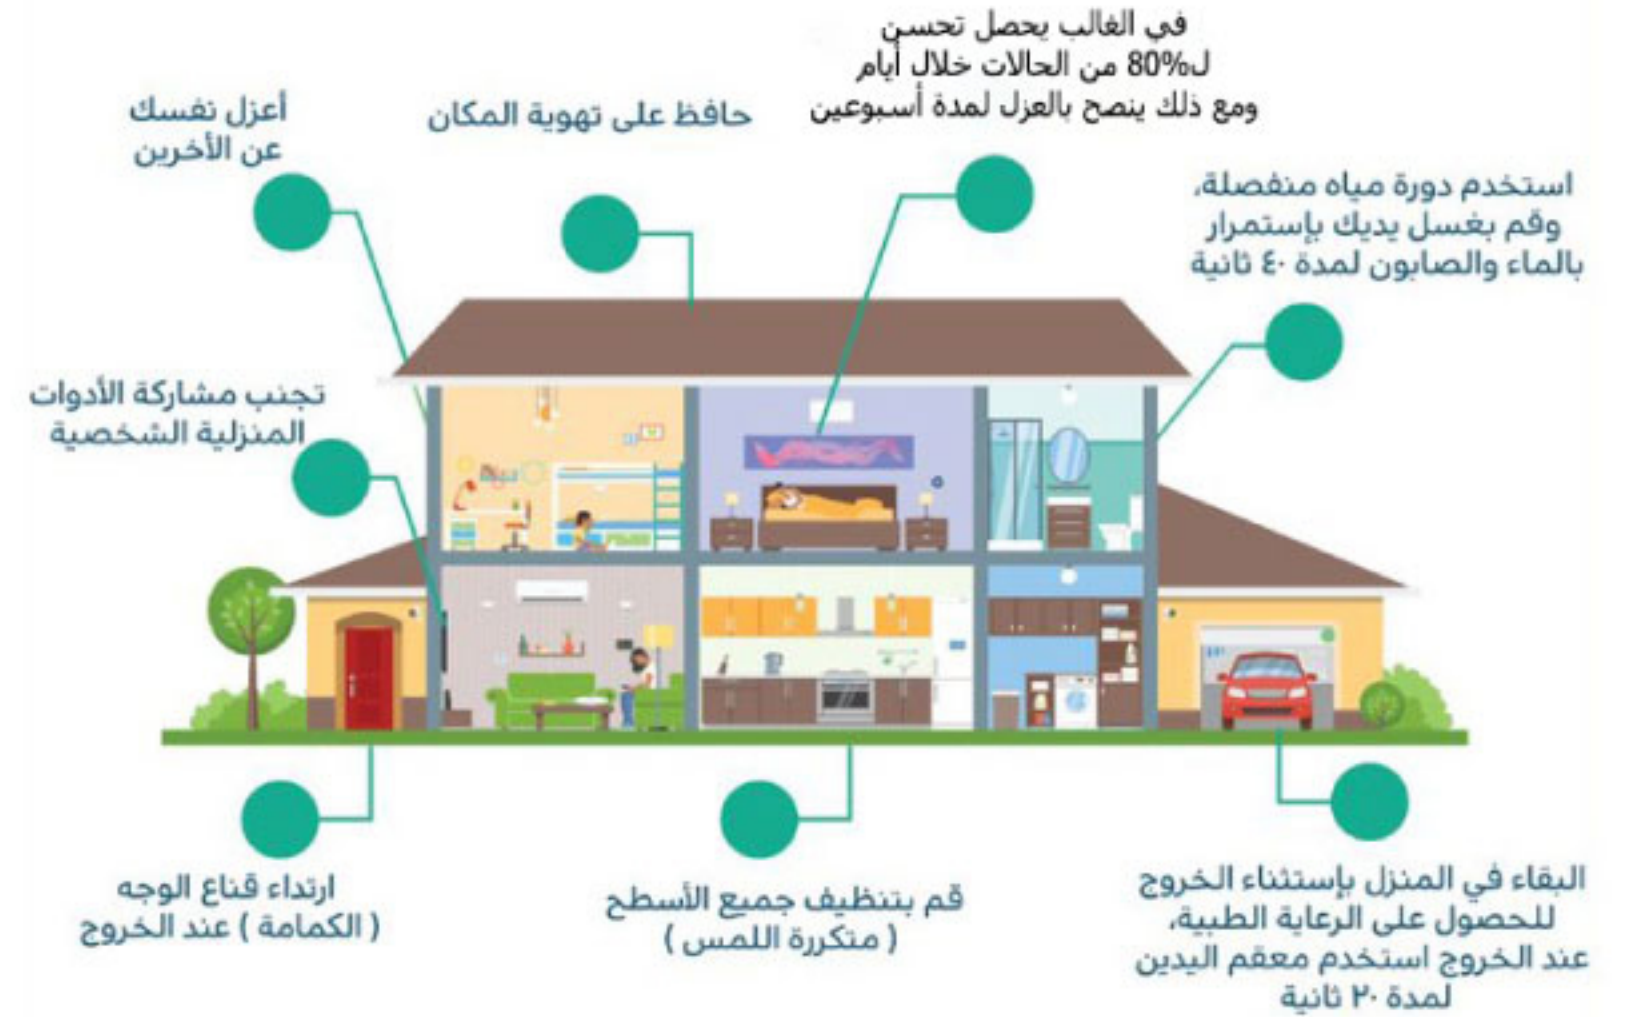 في الغالب يحصل تحسن
ل80% من الحالات خلال أيام
ومع ذلك ينصح بالعزل لمدة أسبوعين
حافظ على تهوية المكان
أعزل نفسك
عن الأخرين
استخدم دورة مياه منفصلة،
وقم بغسل يديك بإستمرار
بالماء والصابون لمدة ٤٠ ثانية
تجنب مشاركة الأدوات
المنزلية الشخصية
البقاء في المنزل بإستثناء الخروج
للحصول على الرعاية الطبية،
عند الخروج استخدم معقم اليدين
لمدة ٢٠ ثانية
قم بتنظيف جميع الأسطح
( متكررة اللمس )
ارتداء قناع الوجه
( الكمامة ) عند الخروج